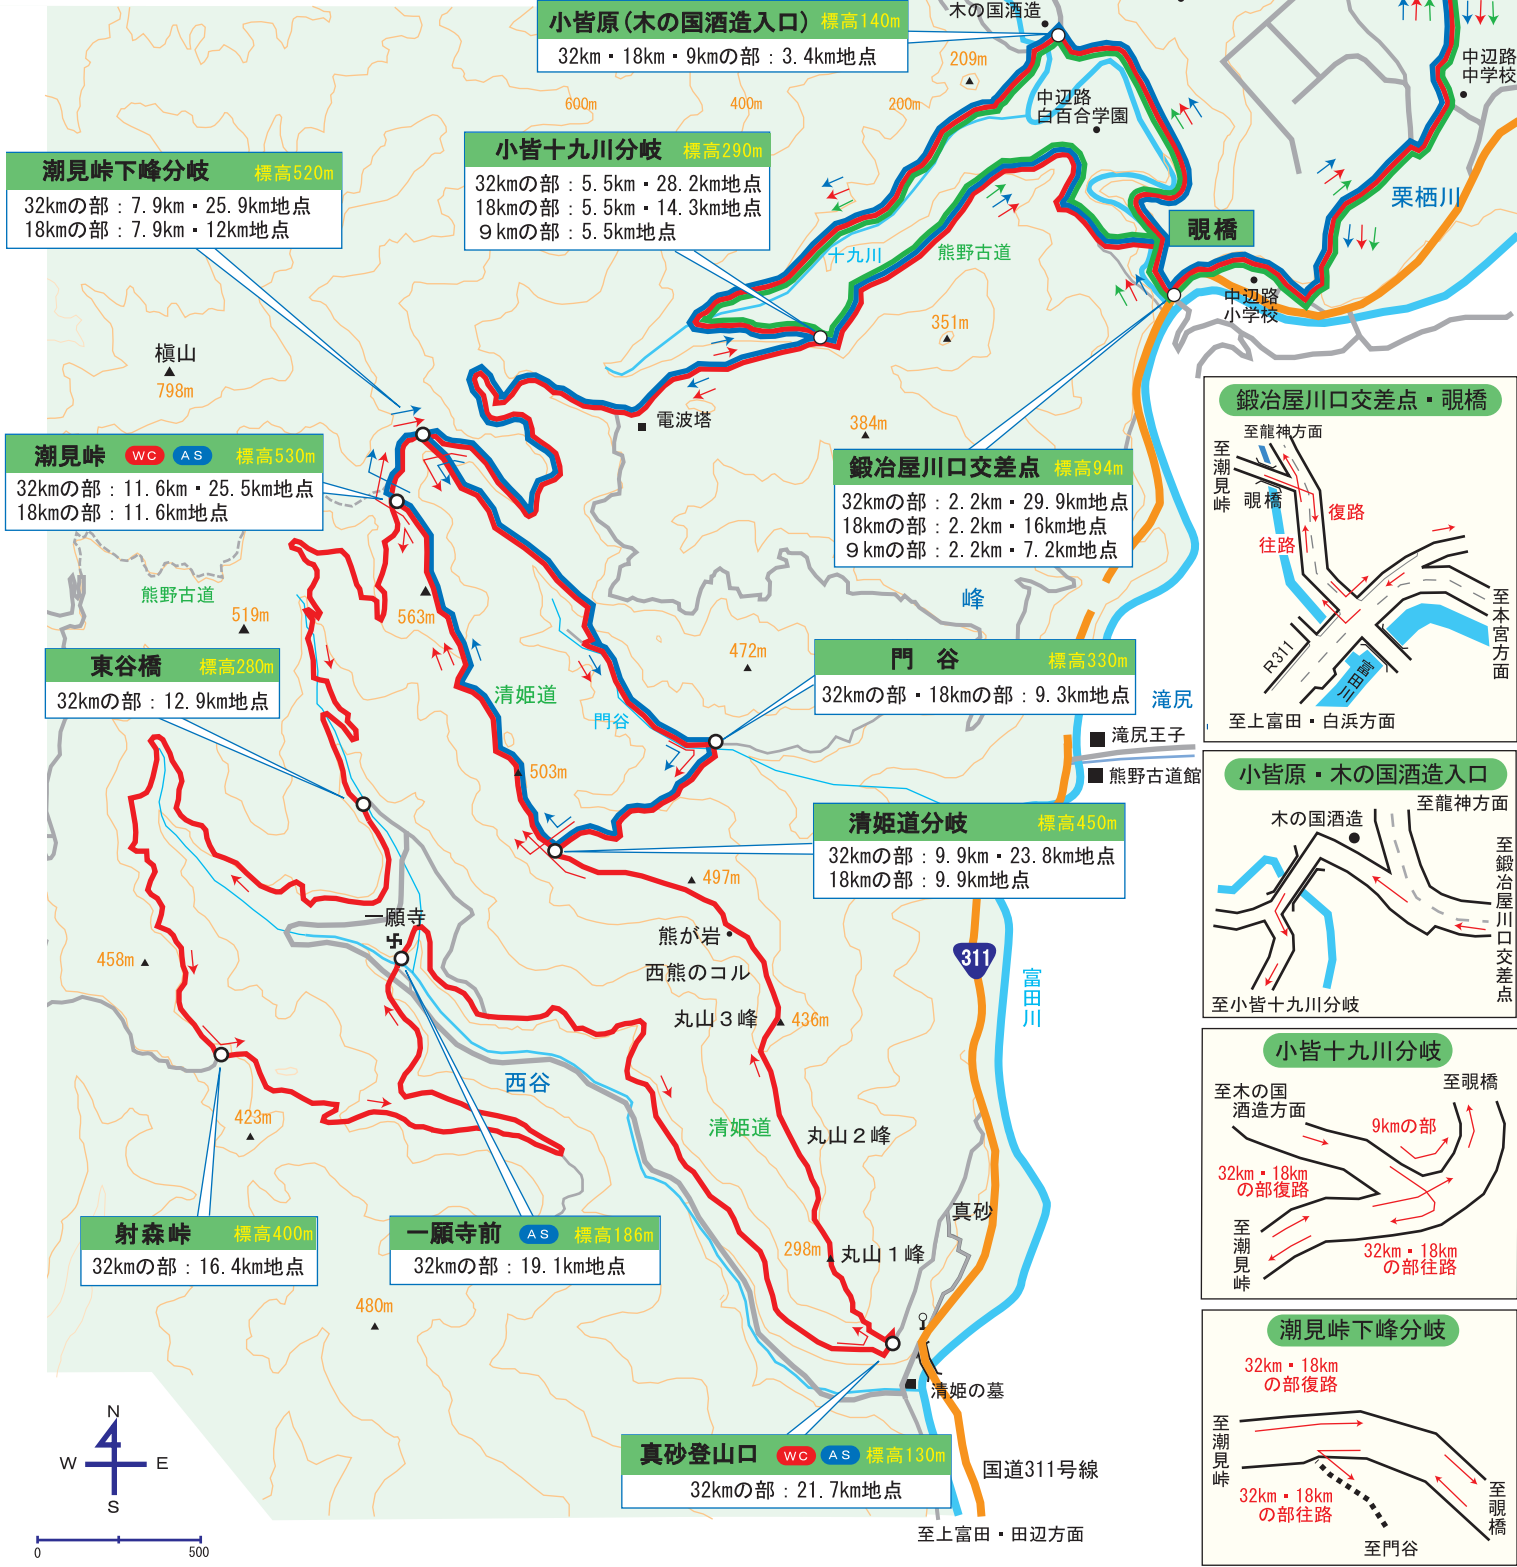 小皆原(木の国酒造入口) 標高140m
32km・18km・9kmの部：3.4km地点
木の国酒造
209m
中辺路
白百合学園
中辺路
中学校
600m
400m
200m
小皆十九川分岐 標高290m
32kmの部：5.5km・28.2km地点
18kmの部：5.5km・14.3km地点
9kmの部：5.5km地点
潮見峠下峰分岐 標高520m
32kmの部：7.9km・25.9km地点
18kmの部：7.9km・12km地点
栗栖川
覗橋
十九川
熊野古道
中辺路
小学校
351m
槇山
798m
電波塔
384m
潮見峠 WC AS 標高530m
32kmの部：11.6km・25.5km地点
18kmの部：11.6km地点
鍛冶屋川口交差点 標高94m
32kmの部：2.2km・29.9km地点
18kmの部：2.2km・16km地点
9kmの部：2.2km・7.2km地点
熊野古道
519m
563m
峰
472m
東谷橋 標高280m
32kmの部：12.9km地点
清姫道
門谷
門 谷 標高330m
32kmの部・18kmの部：9.3km地点
滝尻
滝尻王子
熊野古道館
503m
清姫道分岐 標高450m
32kmの部：9.9km・23.8km地点
18kmの部：9.9km地点
497m
一願寺
熊が岩
西熊のコル
458m
311
富田川
丸山3峰
436m
西谷
423m
清姫道
丸山2峰
射森峠 標高400m
32kmの部：16.4km地点
一願寺前 AS 標高186m
32kmの部：19.1km地点
真砂
298m
丸山1峰
480m
清姫の墓
真砂登山口 WC AS 標高130m
32kmの部：21.7km地点
国道311号線
至上富田・田辺方面
N
W E
S
0 500
鍛冶屋川口交差点・覗橋
至龍神方面
至潮見峠
覗橋
復路
往路
至本宮方面
R311
富田川
至上富田・白浜方面
小皆原・木の国酒造入口
至龍神方面
木の国酒造
至鍛冶屋川口交差点
至小皆十九川分岐
小皆十九川分岐
至木の国
酒造方面
至覗橋
9kmの部
32km・18km
の部復路
至潮見峠
32km・18km
の部往路
潮見峠下峰分岐
32km・18km
の部復路
至潮見峠
32km・18km
の部往路
至覗橋
至門谷